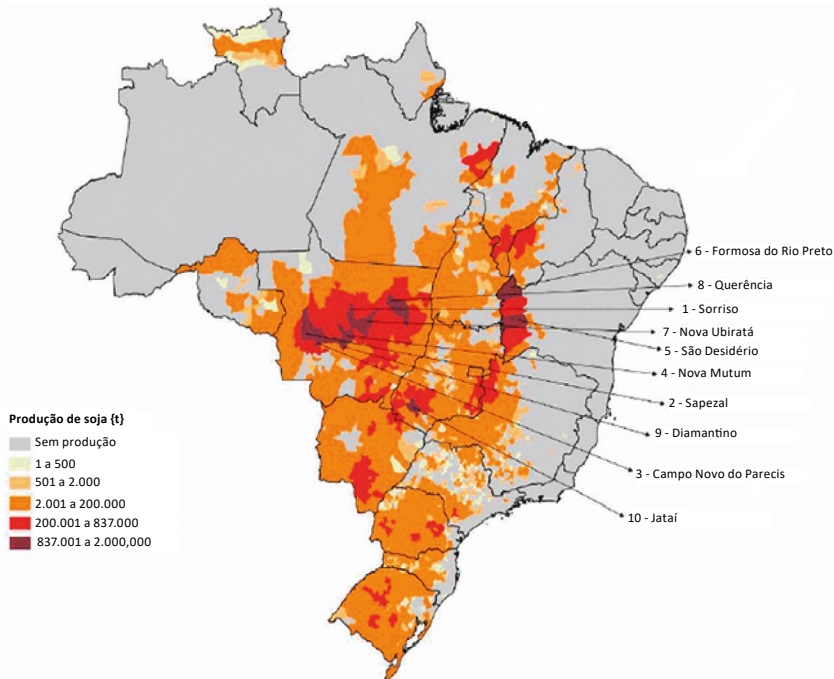 6 - Formosa do Rio Preto
8 - Querência
1 - Sorriso
7 - Nova Ubiratá
5 - São Desidério
4 - Nova Mutum
2 - Sapezal
9 - Diamantino
3 - Campo Novo do Parecis
10 - Jataí
Produção de soja {t}
Sem produção
1 a 500
501 a 2.000
2.001 a 200.000
200.001 a 837.000
837.001 a 2.000,000